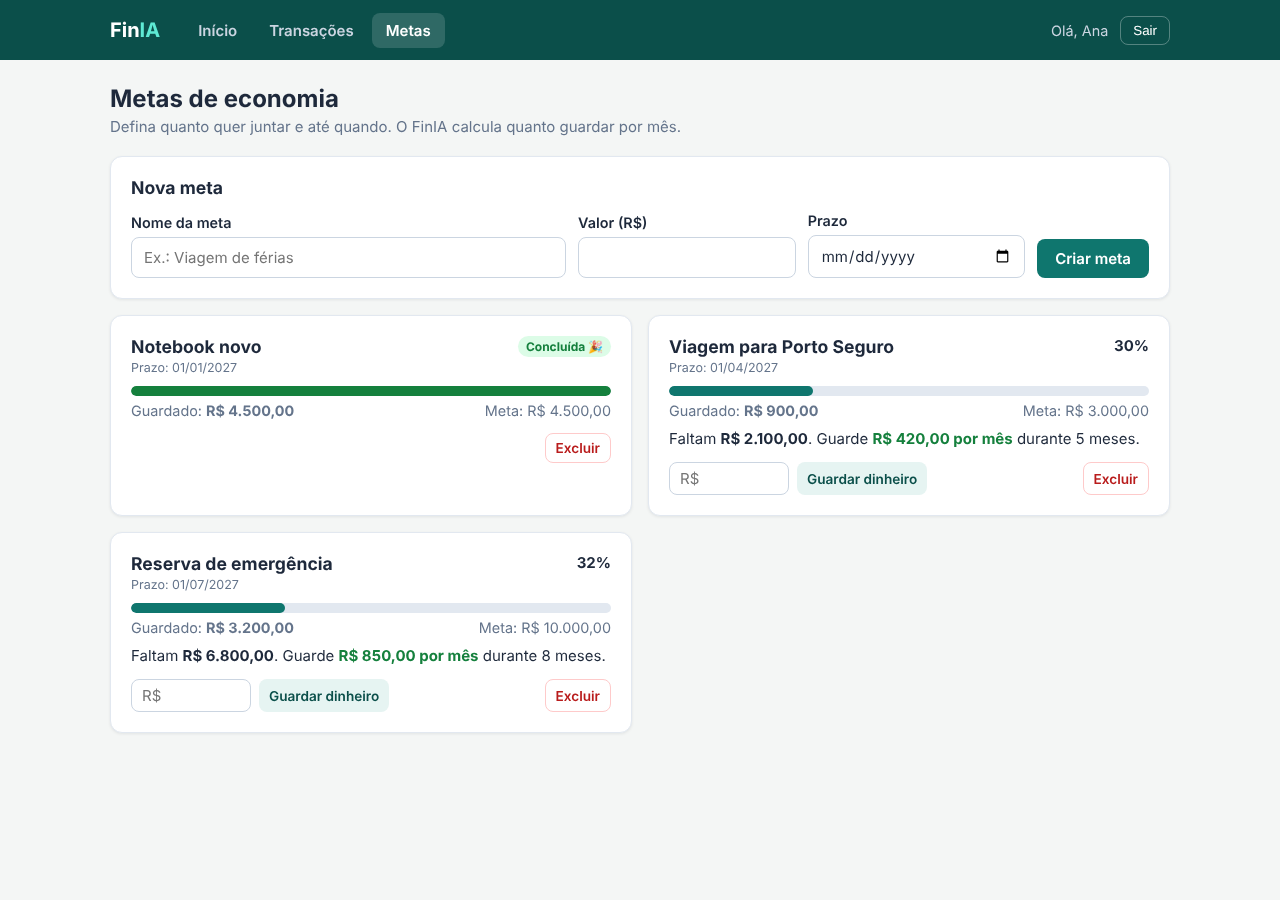 FinIA Início Transações Metas Olá, Ana Sair
Metas de economia
Defina quanto quer juntar e até quando. O FinIA calcula quanto guardar por mês.
Nova meta
Nome da meta Valor (R$) Prazo
Ex.: Viagem de férias mm/dd/yyyy Criar meta
Notebook novo Concluída 🎉
Prazo: 01/01/2027
Guardado: R$ 4.500,00 Meta: R$ 4.500,00
Excluir
Viagem para Porto Seguro 30%
Prazo: 01/04/2027
Guardado: R$ 900,00 Meta: R$ 3.000,00
Faltam R$ 2.100,00. Guarde R$ 420,00 por mês durante 5 meses.
R$ Guardar dinheiro Excluir
Reserva de emergência 32%
Prazo: 01/07/2027
Guardado: R$ 3.200,00 Meta: R$ 10.000,00
Faltam R$ 6.800,00. Guarde R$ 850,00 por mês durante 8 meses.
R$ Guardar dinheiro Excluir